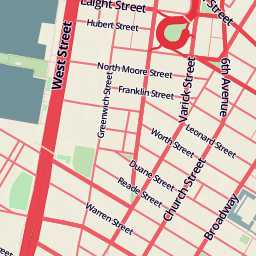 Laight Street
Hubert Street
West Street
North Moore Street
Franklin Street
Greenwich Street
Varick Street
6th Avenue
Street
Worth Street
Leonard Street
Duane Street
Reade Street
Church Street
Warren Street
Broadway